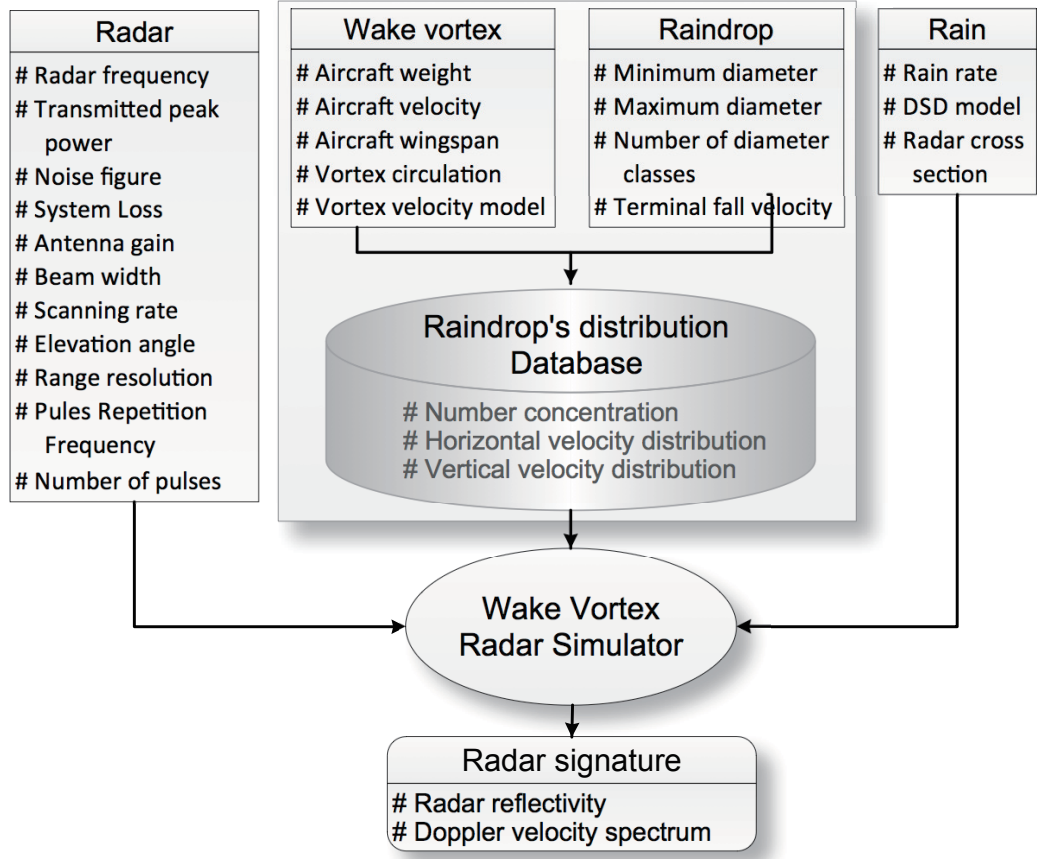 Radar
# Radar frequency
# Transmitted peak
power
# Noise figure
# System Loss
# Antenna gain
# Beam width
# Scanning rate
# Elevation angle
# Range resolution
# Pules Repetition
Frequency
# Number of pulses
Wake vortex
# Aircraft weight
# Aircraft velocity
# Aircraft wingspan
# Vortex circulation
# Vortex velocity model
Raindrop
# Minimum diameter
# Maximum diameter
# Number of diameter
classes
# Terminal fall velocity
Rain
# Rain rate
# DSD model
# Radar cross
section
Raindrop's distribution
Database
# Number concentration
# Horizontal velocity distribution
# Vertical velocity distribution
Wake Vortex
Radar Simulator
Radar signature
# Radar reflectivity
# Doppler velocity spectrum